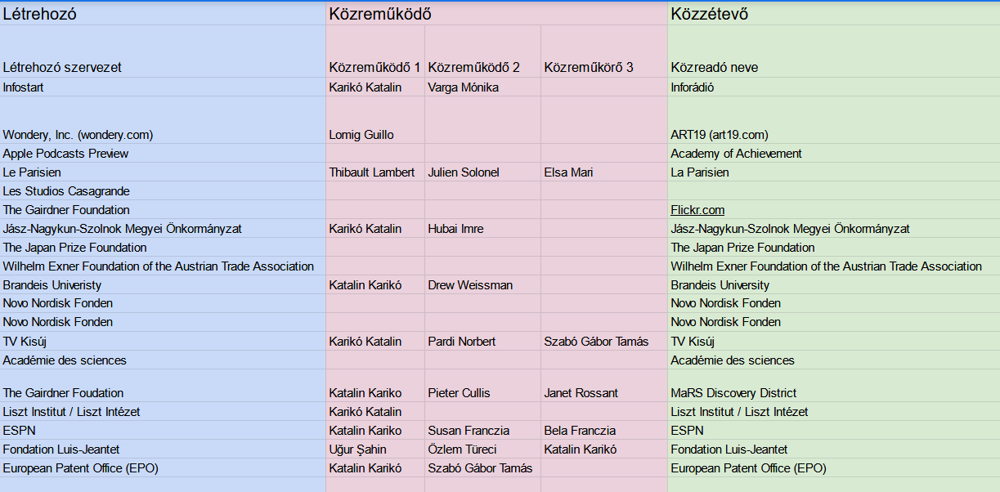 Létrehozó Közreműködő Közzétevő
Létrehozó szervezet Közreműködő 1 Közreműködő 2 Közreműkörő 3 Közreadó neve
Infostart Karikó Katalin Varga Mónika Inforádió
Wondery, Inc. (wondery.com) Lomig Guillo ART19 (art19.com)
Apple Podcasts Preview Academy of Achievement
Le Parisien Thibault Lambert Julien Solonel Elsa Mari La Parisien
Les Studios Casagrande
The Gairdner Foundation Flickr.com
Jász-Nagykun-Szolnok Megyei Önkormányzat Karikó Katalin Hubai Imre Jász-Nagykun-Szolnok Megyei Önkormányzat
The Japan Prize Foundation The Japan Prize Foundation
Wilhelm Exner Foundation of the Austrian Trade Association Wilhelm Exner Foundation of the Austrian Trade Association
Brandeis Univeristy Katalin Karikó Drew Weissman Brandeis University
Novo Nordisk Fonden Novo Nordisk Fonden
Novo Nordisk Fonden Novo Nordisk Fonden
TV Kisúj Karikó Katalin Pardi Norbert Szabó Gábor Tamás TV Kisúj
Académie des sciences Académie des sciences
The Gairdner Foudation Katalin Kariko Pieter Cullis Janet Rossant MaRS Discovery District
Liszt Institut / Liszt Intézet Karikó Katalin Liszt Institut / Liszt Intézet
ESPN Katalin Kariko Susan Franczia Bela Franczia ESPN
Fondation Luis-Jeantet Uğur Şahin Özlem Türeci Katalin Karikó Fondation Luis-Jeantet
European Patent Office (EPO) Katalin Karikó Szabó Gábor Tamás European Patent Office (EPO)